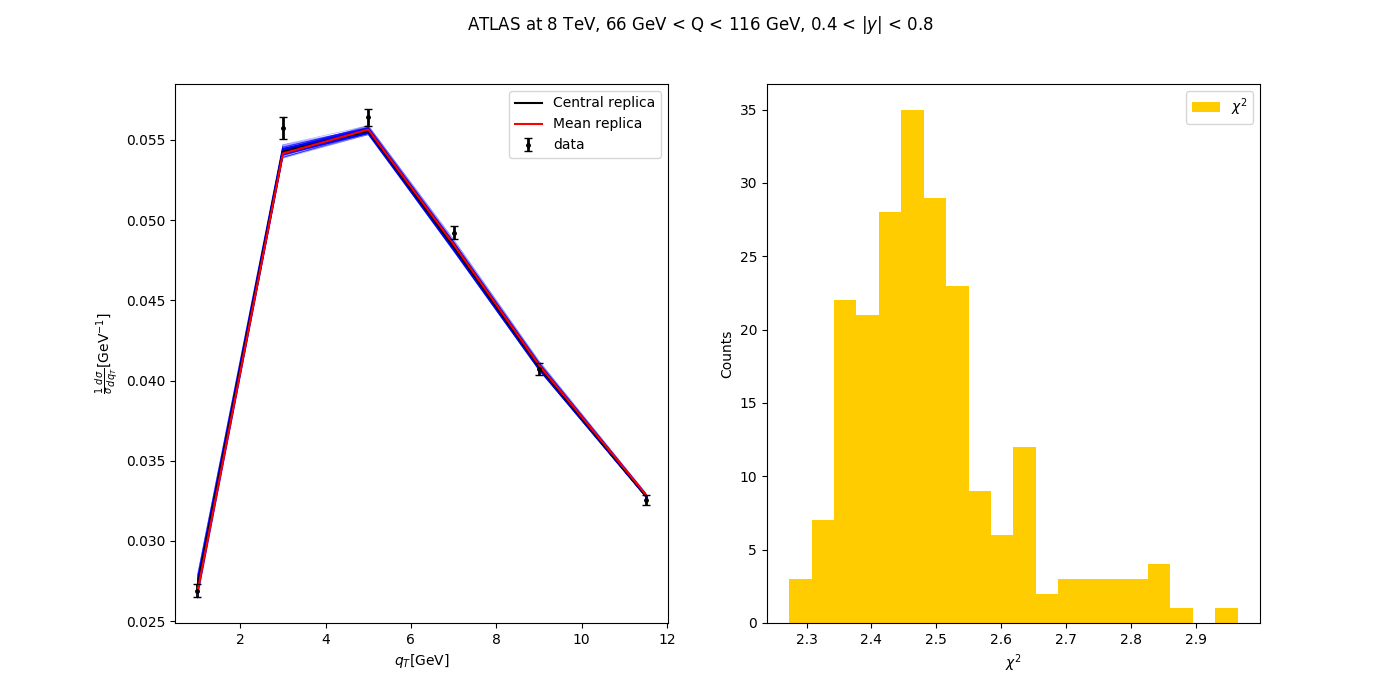 ATLAS at 8 TeV, 66 GeV < Q < 116 GeV, 0.4 < |y| < 0.8
Central replica
Mean replica
data
0.055
0.050
0.045
0.040
0.035
0.030
0.025
1/σ dσ/dq_T [GeV⁻¹]
2 4 6 8 10 12
q_T[GeV]
χ²
35
30
25
20
15
10
5
0
Counts
2.3 2.4 2.5 2.6 2.7 2.8 2.9
χ²